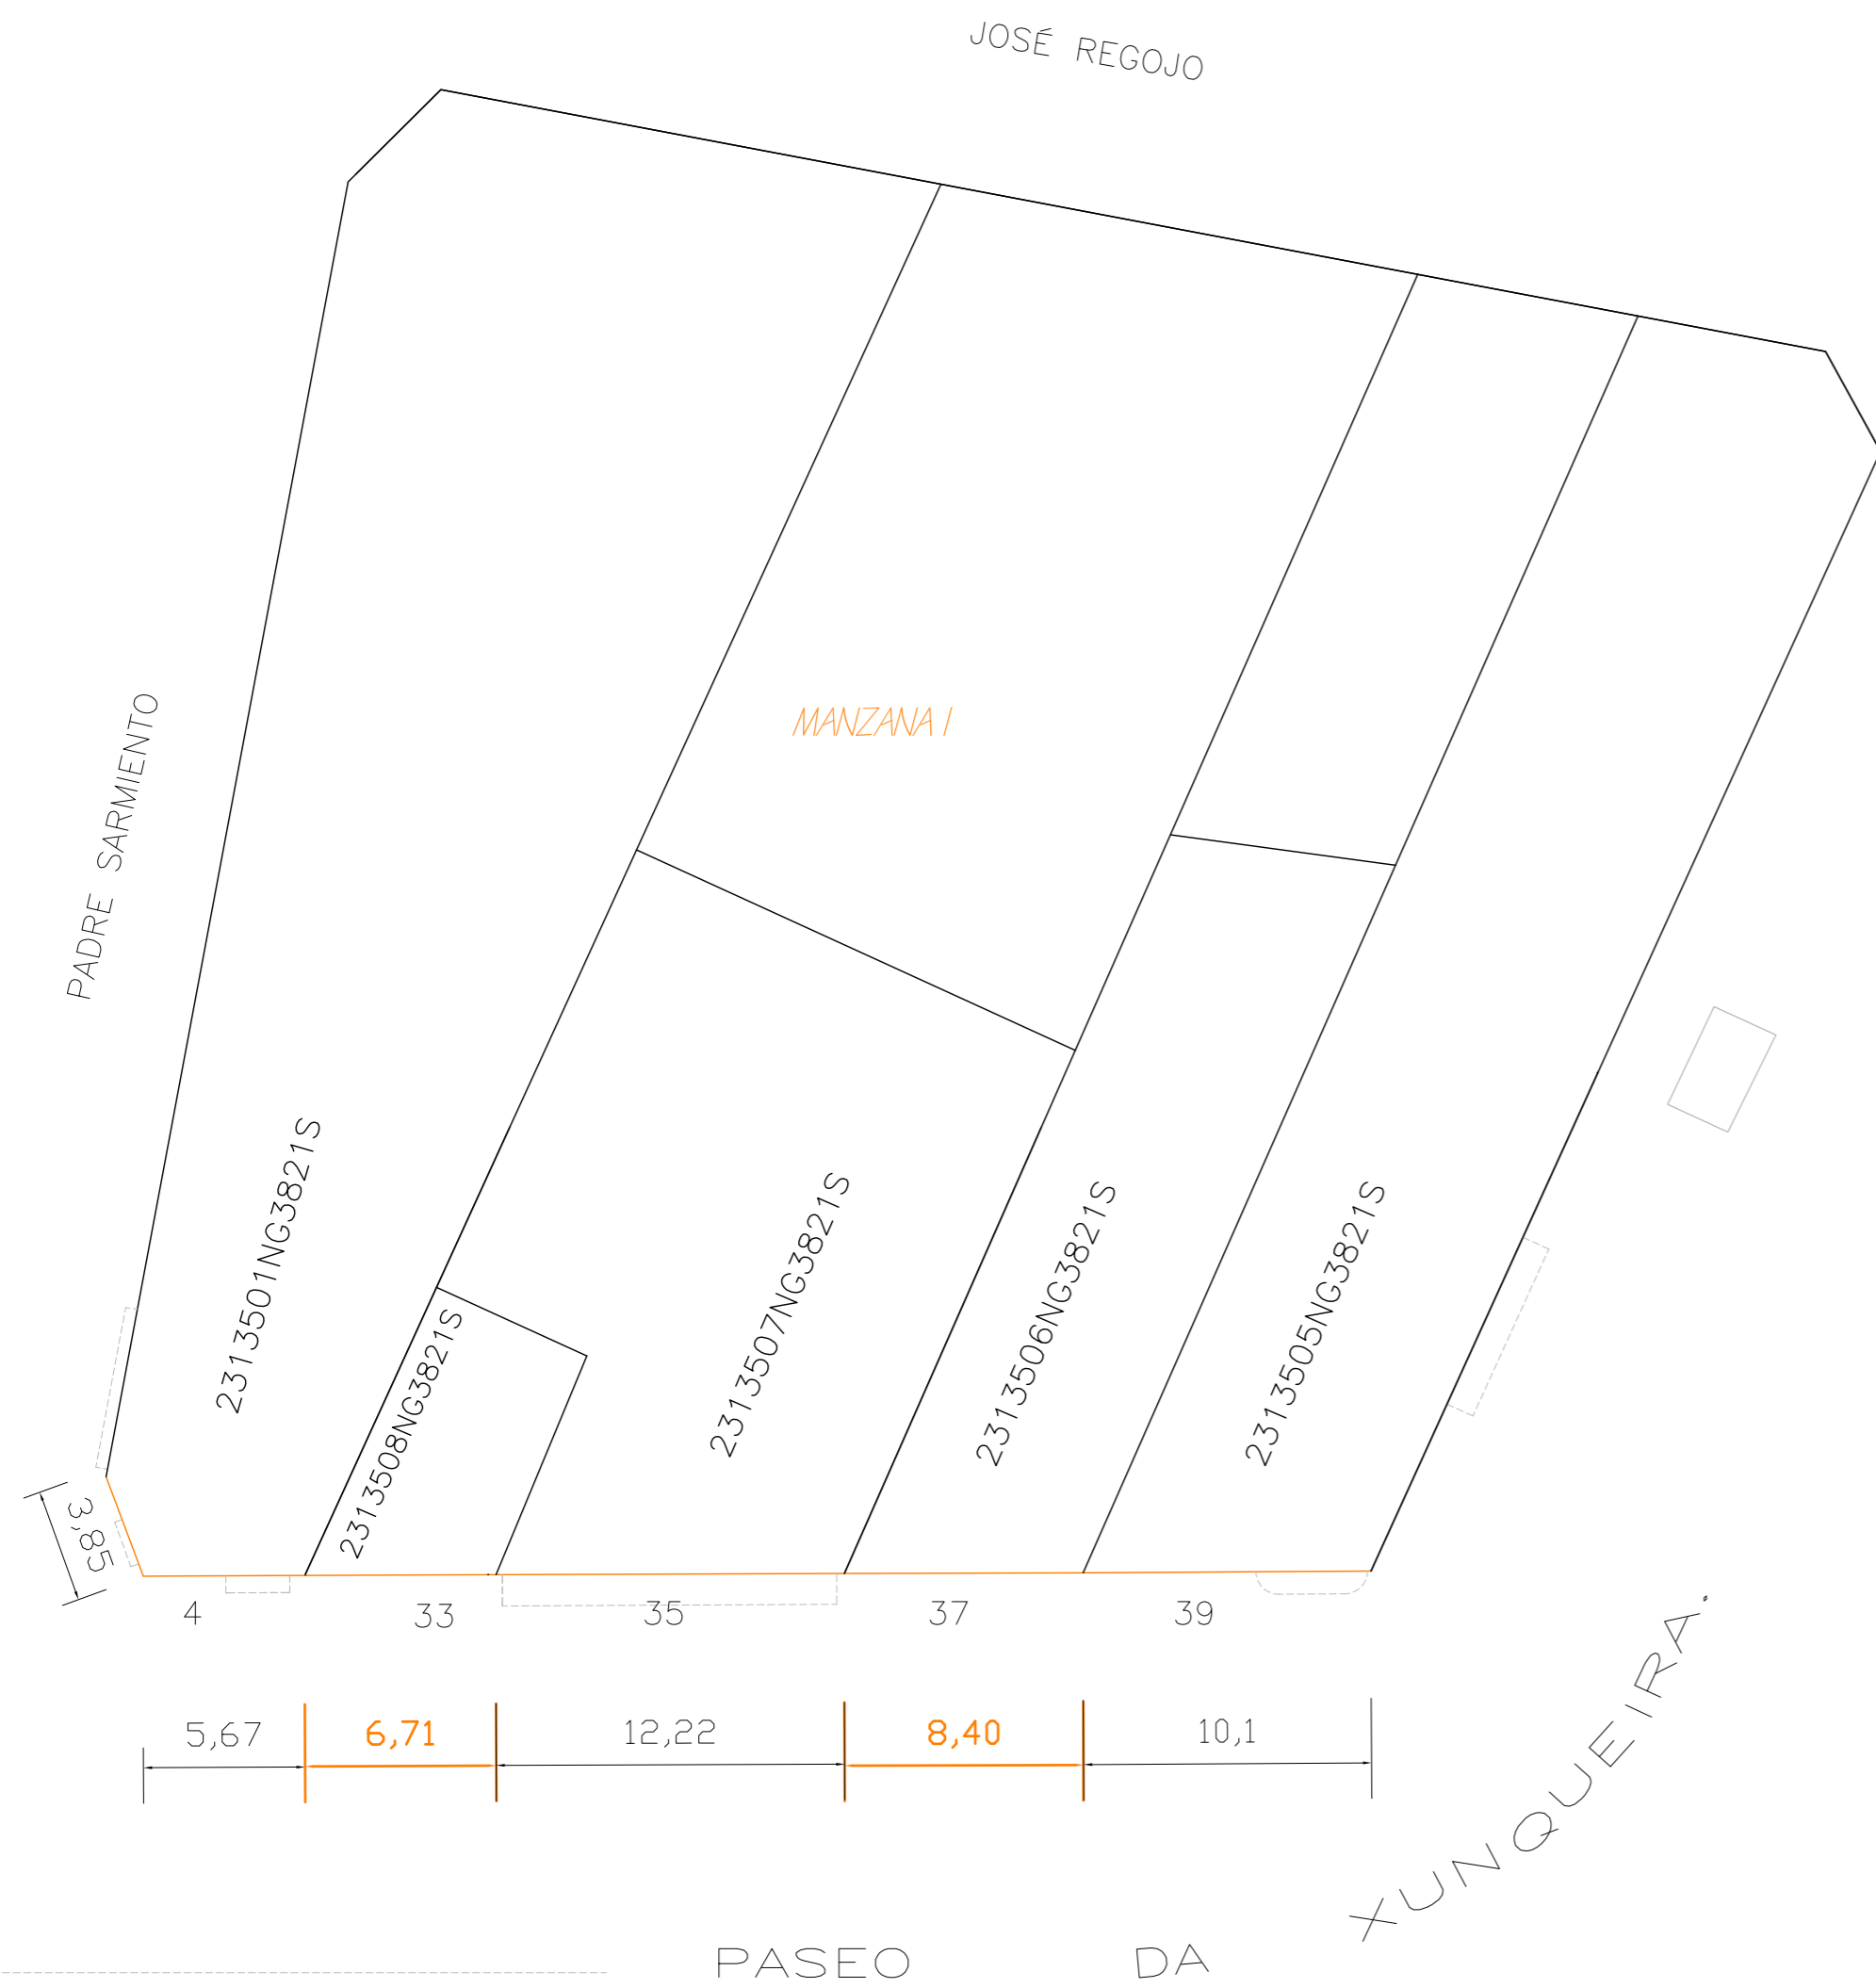 JOSÉ REGOJO
PADRE SARMIENTO
MANZANA I
2313501NG3821S
2313508NG3821S
2313507NG3821S
2313506NG3821S
2313505NG3821S
3,85
4
33
35
37
39
5,67
6,71
12,22
8,40
10,1
PASEO DA XUNQUEIRA